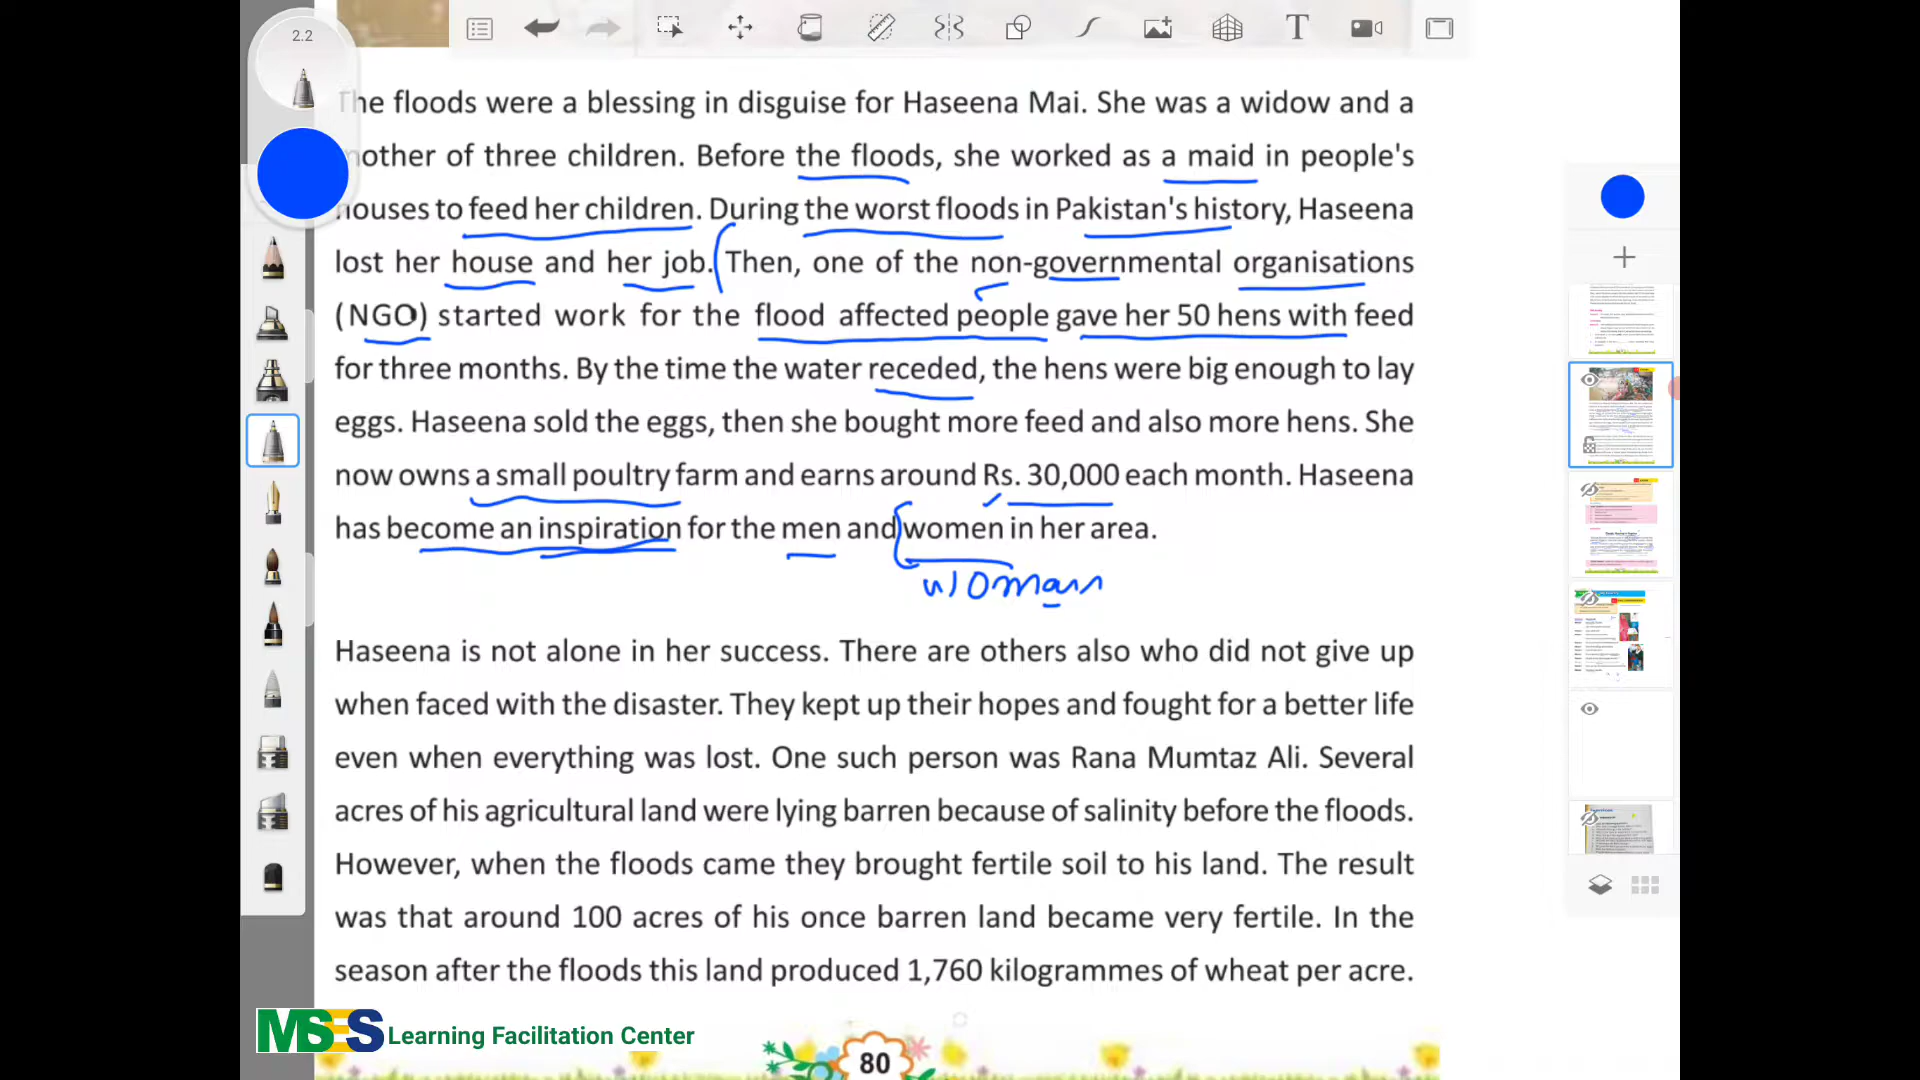 2.2
The floods were a blessing in disguise for Haseena Mai. She was a widow and a
mother of three children. Before the floods, she worked as a maid in people's
houses to feed her children. During the worst floods in Pakistan's history, Haseena
lost her house and her job. Then, one of the non-governmental organisations
(NGO) started work for the flood affected people gave her 50 hens with feed
for three months. By the time the water receded, the hens were big enough to lay
eggs. Haseena sold the eggs, then she bought more feed and also more hens. She
now owns a small poultry farm and earns around Rs. 30,000 each month. Haseena
has become an inspiration for the men and women in her area.
woman
Haseena is not alone in her success. There are others also who did not give up
when faced with the disaster. They kept up their hopes and fought for a better life
even when everything was lost. One such person was Rana Mumtaz Ali. Several
acres of his agricultural land were lying barren because of salinity before the floods.
However, when the floods came they brought fertile soil to his land. The result
was that around 100 acres of his once barren land became very fertile. In the
season after the floods this land produced 1,760 kilogrammes of wheat per acre.
MSES Learning Facilitation Center
80